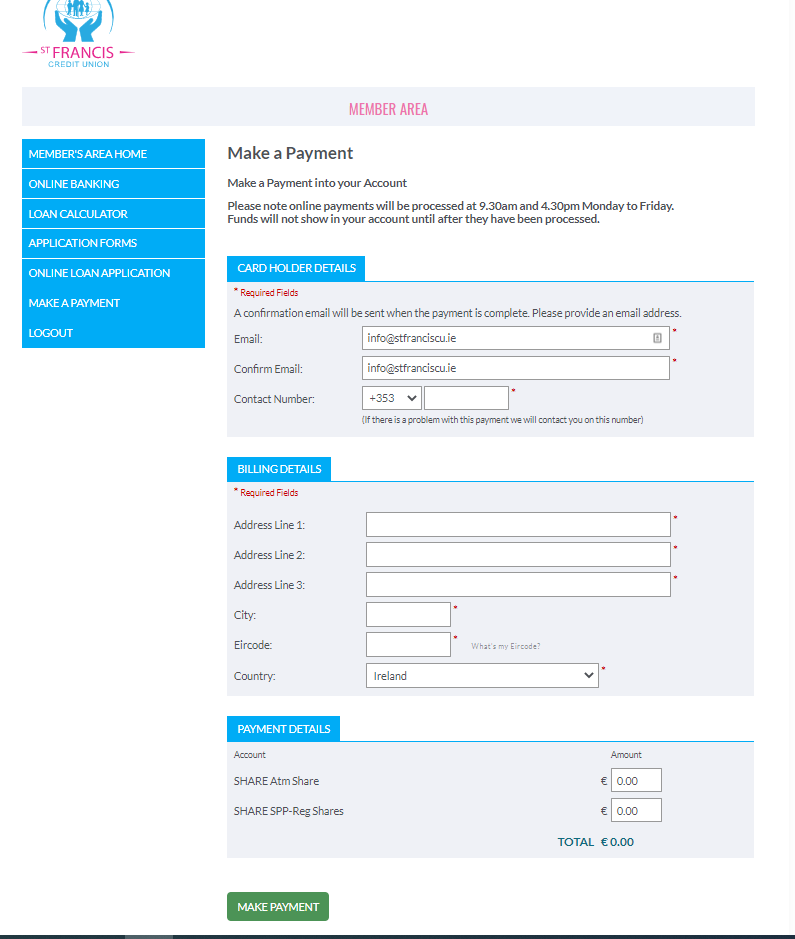 ST FRANCIS
CREDIT UNION
MEMBER AREA
MEMBER'S AREA HOME
ONLINE BANKING
LOAN CALCULATOR
APPLICATION FORMS
ONLINE LOAN APPLICATION
MAKE A PAYMENT
LOGOUT
Make a Payment
Make a Payment into your Account
Please note online payments will be processed at 9.30am and 4.30pm Monday to Friday.
Funds will not show in your account until after they have been processed.
CARD HOLDER DETAILS
* Required Fields
A confirmation email will be sent when the payment is complete. Please provide an email address.
Email: info@stfranciscu.ie *
Confirm Email: info@stfranciscu.ie *
Contact Number: +353 *
(If there is a problem with this payment we will contact you on this number)
BILLING DETAILS
* Required Fields
Address Line 1: *
Address Line 2: *
Address Line 3: *
City: *
Eircode: * What's my Eircode?
Country: Ireland *
PAYMENT DETAILS
Account Amount
SHARE Atm Share € 0.00
SHARE SPP-Reg Shares € 0.00
TOTAL € 0.00
MAKE PAYMENT